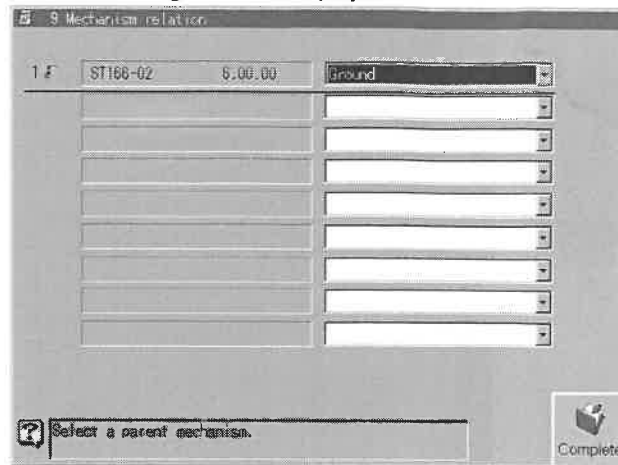 9 Mechanism relation
1 ST166-02 6.00.00 Ground
Select a parent mechanism.
Complete